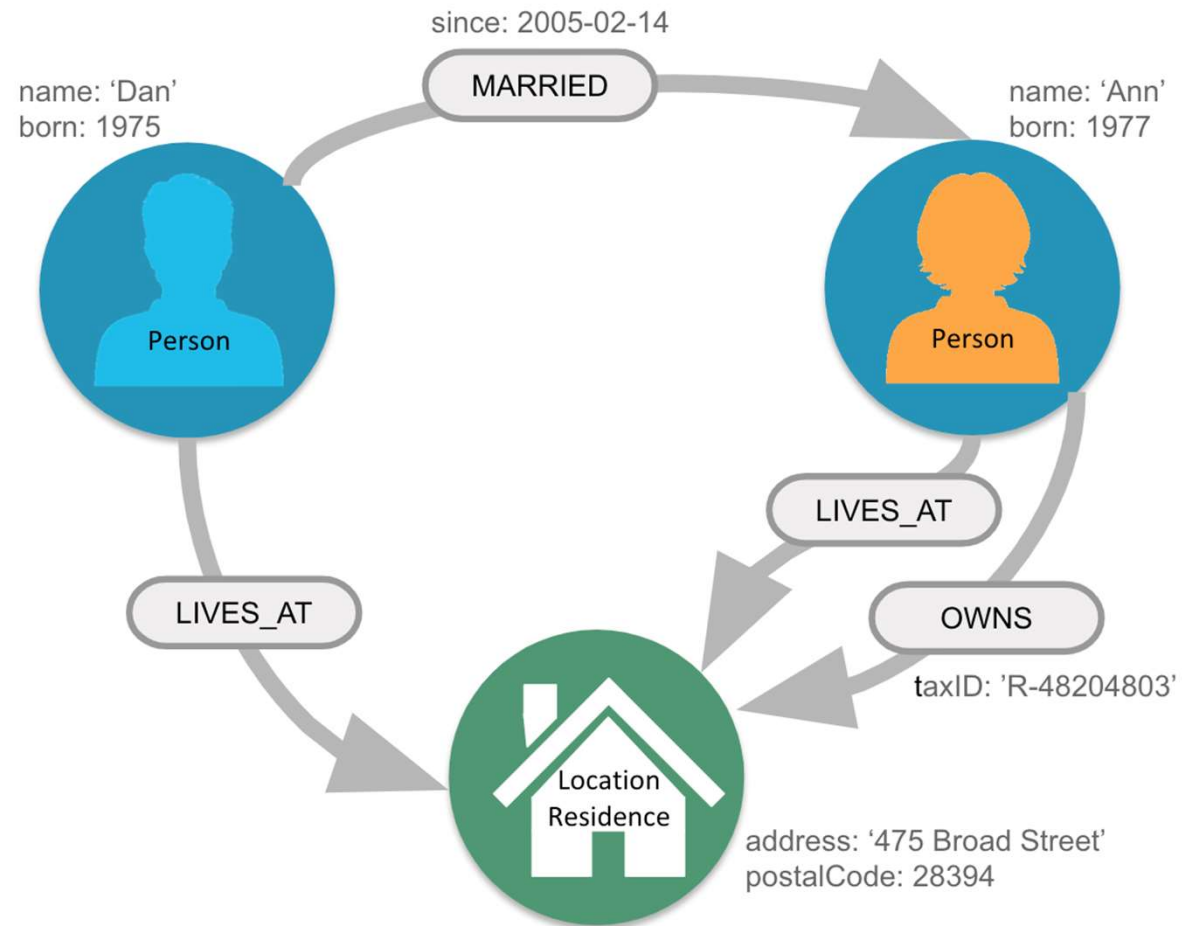 since: 2005-02-14
MARRIED
name: ‘Dan’
born: 1975
name: ‘Ann’
born: 1977
Person
Person
LIVES_AT
LIVES_AT
OWNS
taxID: ’R-48204803’
Location
Residence
address: ‘475 Broad Street’
postalCode: 28394